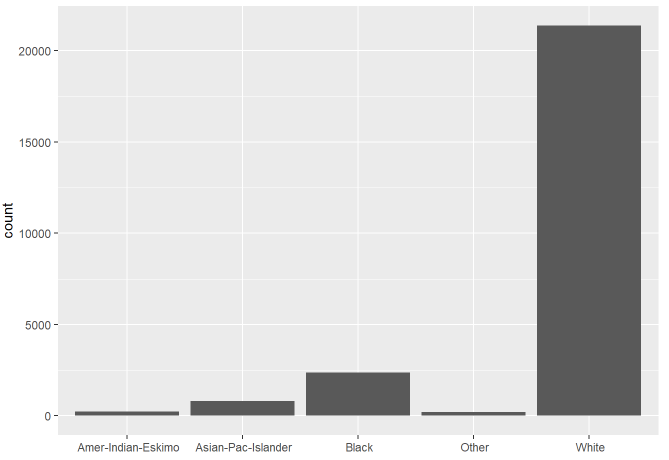 20000
15000
10000
5000
0
count
Amer-Indian-Eskimo Asian-Pac-Islander Black Other White